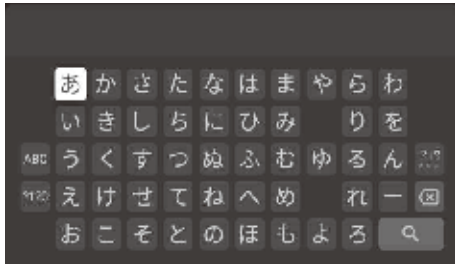 あ か さ た な は ま や ら わ
い き し ち に ひ み り を
ABC う く す つ ぬ ふ む ゆ る ん
え け せ て ね へ め れ ー
お こ そ と の ほ も よ ろ